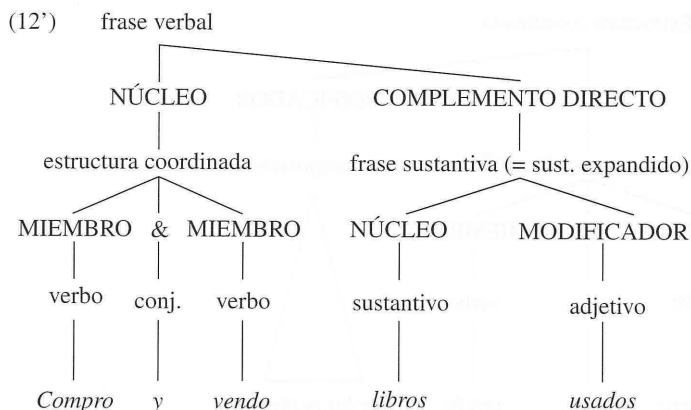 (12’) frase verbal
NÚCLEO COMPLEMENTO DIRECTO
estructura coordinada frase sustantiva (= sust. expandido)
MIEMBRO & MIEMBRO NÚCLEO MODIFICADOR
verbo conj. verbo sustantivo adjetivo
Compro y vendo libros usados